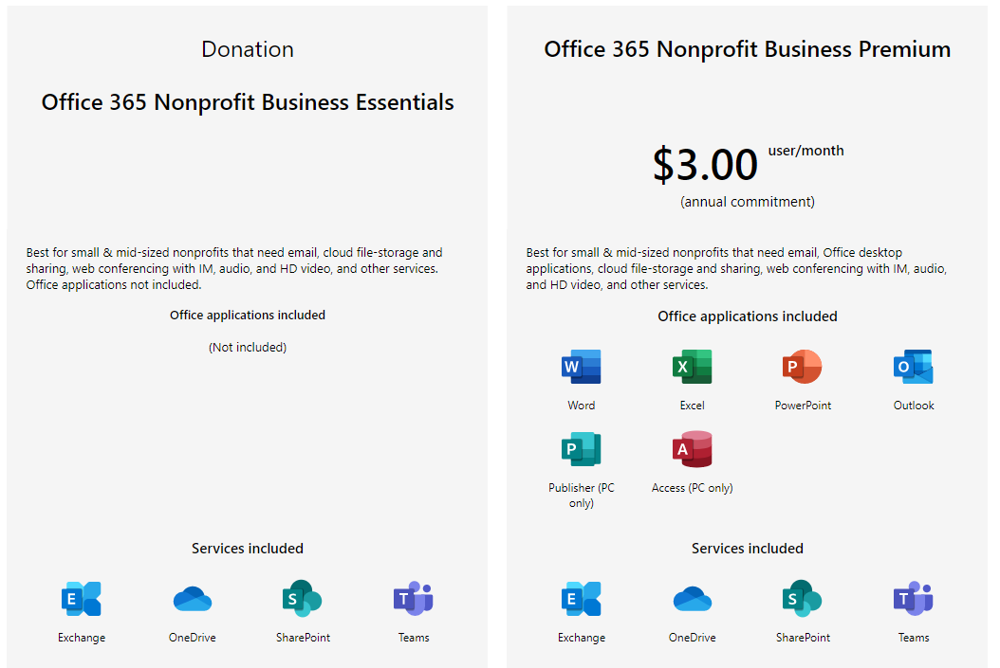 Donation
Office 365 Nonprofit Business Essentials
Best for small & mid-sized nonprofits that need email, cloud file-storage and
sharing, web conferencing with IM, audio, and HD video, and other services.
Office applications not included.
Office applications included
(Not included)
Services included
E
Exchange
OneDrive
S
SharePoint
T
Teams
Office 365 Nonprofit Business Premium
$3.00 user/month
(annual commitment)
Best for small & mid-sized nonprofits that need email, Office desktop
applications, cloud file-storage and sharing, web conferencing with IM, audio,
and HD video, and other services.
Office applications included
W
Word
X
Excel
P
PowerPoint
O
Outlook
P
Publisher (PC
only)
A
Access (PC only)
Services included
E
Exchange
OneDrive
S
SharePoint
T
Teams